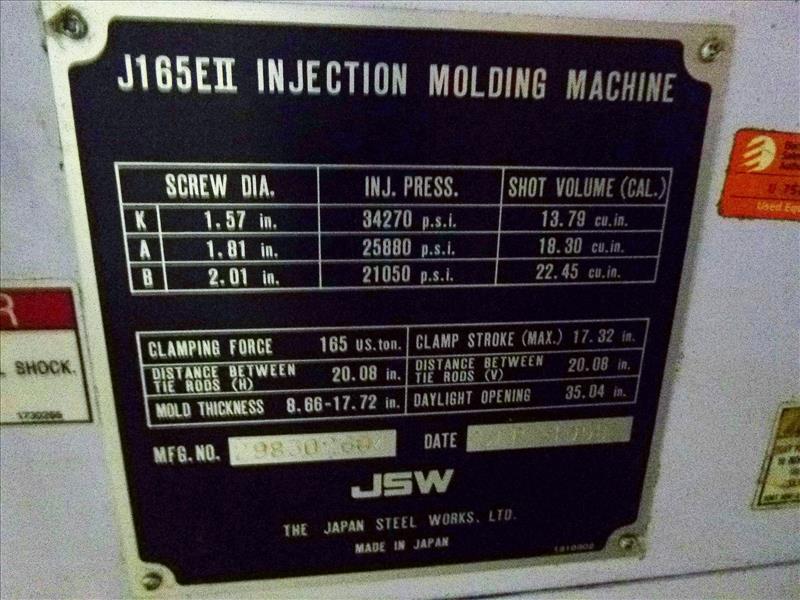 J165EII INJECTION MOLDING MACHINE
SCREW DIA. INJ. PRESS. SHOT VOLUME (CAL.)
K 1.57 in. 34270 p.s.i. 13.79 cu.in.
A 1.81 in. 25880 p.s.i. 18.30 cu.in.
B 2.01 in. 21050 p.s.i. 22.45 cu.in.
CLAMPING FORCE 165 US.ton. CLAMP STROKE (MAX.) 17.32 in.
DISTANCE BETWEEN TIE RODS (H) 20.08 in. DISTANCE BETWEEN TIE RODS (V) 20.08 in.
MOLD THICKNESS 8.66-17.72 in. DAYLIGHT OPENING 35.04 in.
MFG.NO. DATE
JSW
THE JAPAN STEEL WORKS, LTD.
MADE IN JAPAN
R
SHOCK.
Used